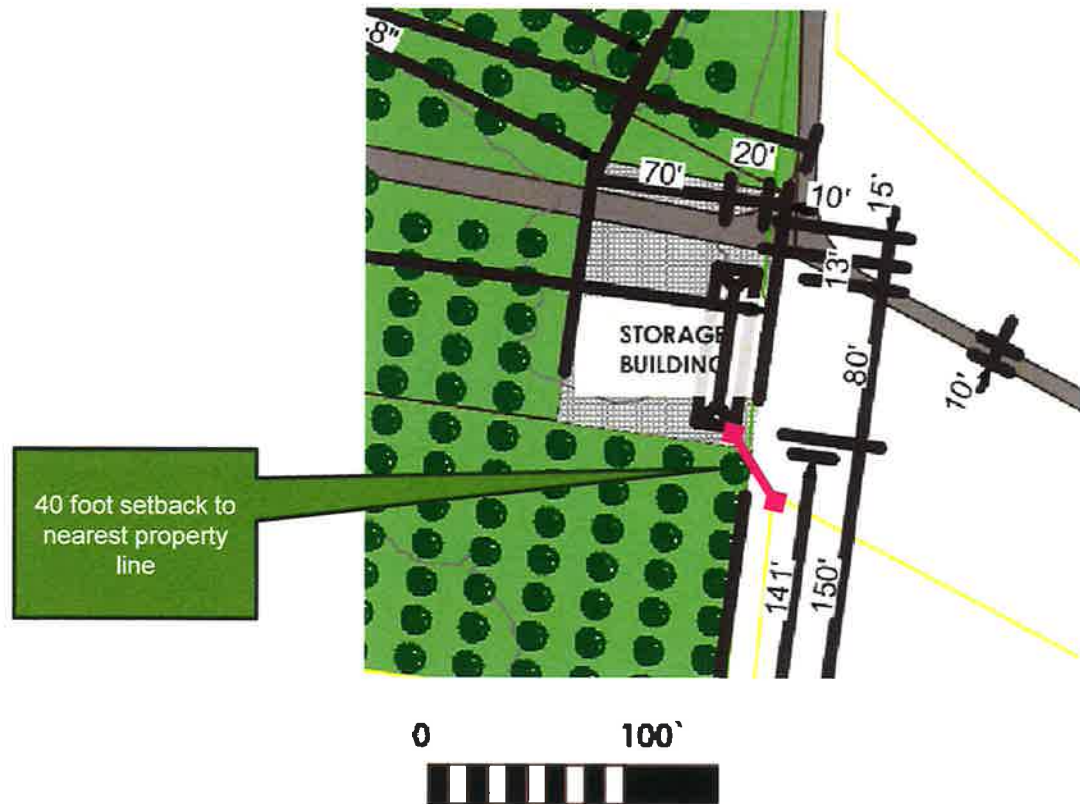 -8"
20'
70'
10'
15'
13'
STORAGE
BUILDING
80'
10'
40 foot setback to
nearest property
line
141'
150'
0 100`